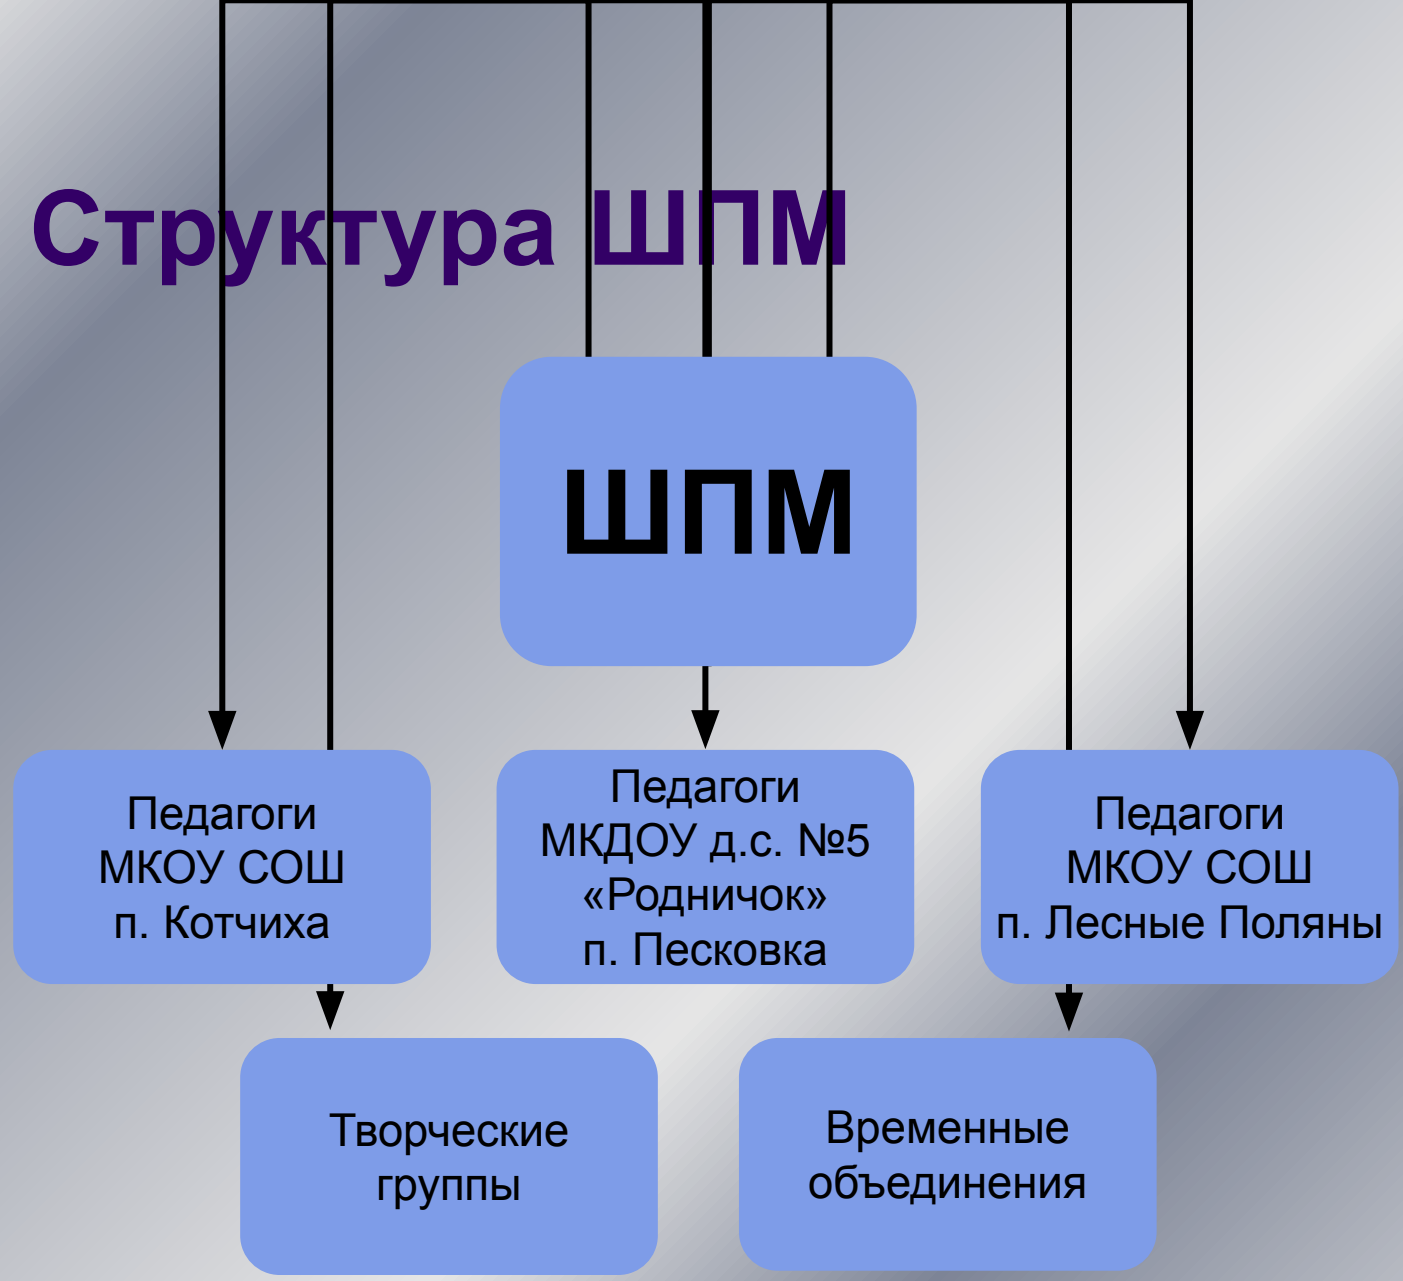 Структура ШПМ
ШПМ
Педагоги
МКОУ СОШ
п. Котчиха
Педагоги
МКДОУ д.с. №5
«Родничок»
п. Песковка
Педагоги
МКОУ СОШ
п. Лесные Поляны
Творческие
группы
Временные
объединения